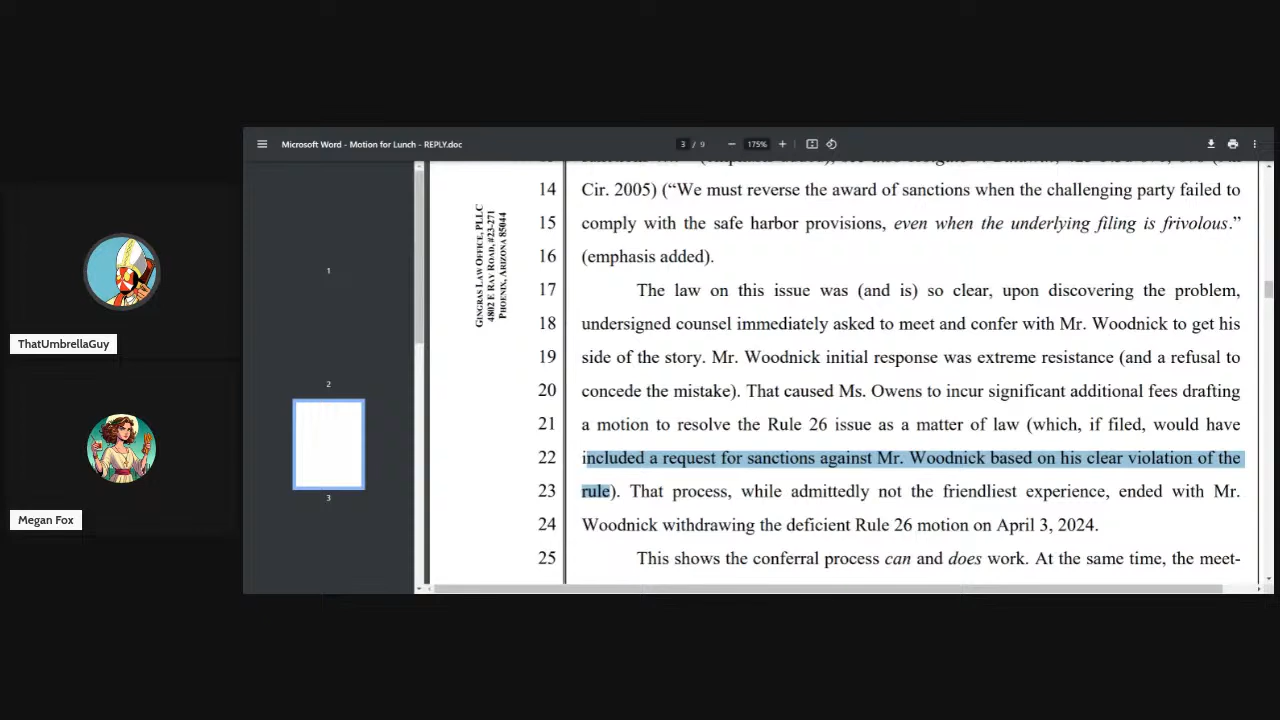 Microsoft Word - Motion for Lunch - REPLY.doc
3 / 9
175%
ThatUmbrellaGuy
Megan Fox
1
2
3
GINGRAS LAW OFFICE, PLLC
4802 E RAY ROAD, #23-271
PHOENIX, ARIZONA 85044
14 Cir. 2005) (“We must reverse the award of sanctions when the challenging party failed to
15 comply with the safe harbor provisions, even when the underlying filing is frivolous.”
16 (emphasis added).
17 The law on this issue was (and is) so clear, upon discovering the problem,
18 undersigned counsel immediately asked to meet and confer with Mr. Woodnick to get his
19 side of the story. Mr. Woodnick initial response was extreme resistance (and a refusal to
20 concede the mistake). That caused Ms. Owens to incur significant additional fees drafting
21 a motion to resolve the Rule 26 issue as a matter of law (which, if filed, would have
22 included a request for sanctions against Mr. Woodnick based on his clear violation of the
23 rule). That process, while admittedly not the friendliest experience, ended with Mr.
24 Woodnick withdrawing the deficient Rule 26 motion on April 3, 2024.
25 This shows the conferral process can and does work. At the same time, the meet-